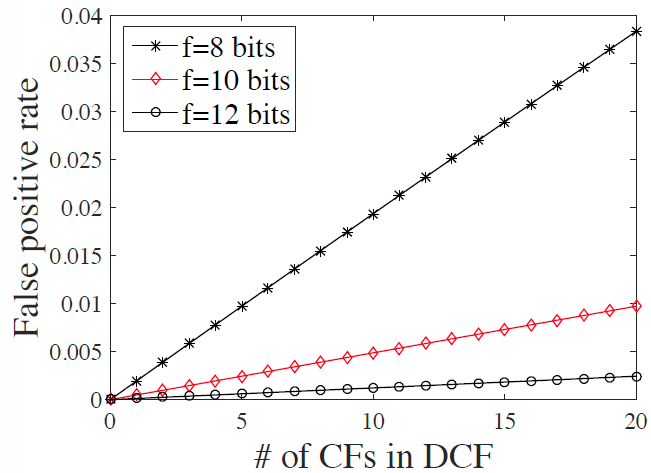 0.04
0.035
0.03
0.025
0.02
0.015
0.01
0.005
0
False positive rate
f=8 bits
f=10 bits
f=12 bits
0 5 10 15 20
# of CFs in DCF